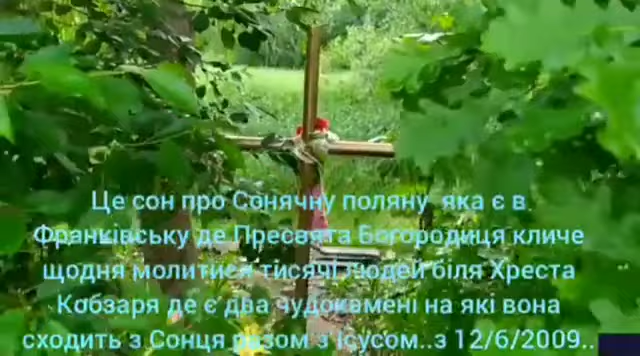 Це сон про Сонячну поляну яка є в
Франківську де Пресвята Богородиця кличе
щодня молитися тисячі людей біля Хреста
Кобзаря де є два чудокамені на які вона
сходить з Сонця разом з Ісусом..з 12/6/2009..